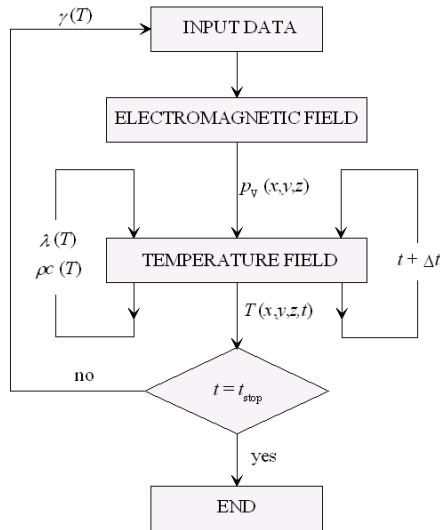 γ(T)
INPUT DATA
ELECTROMAGNETIC FIELD
p_V (x,y,z)
λ(T)
ρc (T)
t + Δt
TEMPERATURE FIELD
T(x,y,z,t)
no
t = t_stop
yes
END